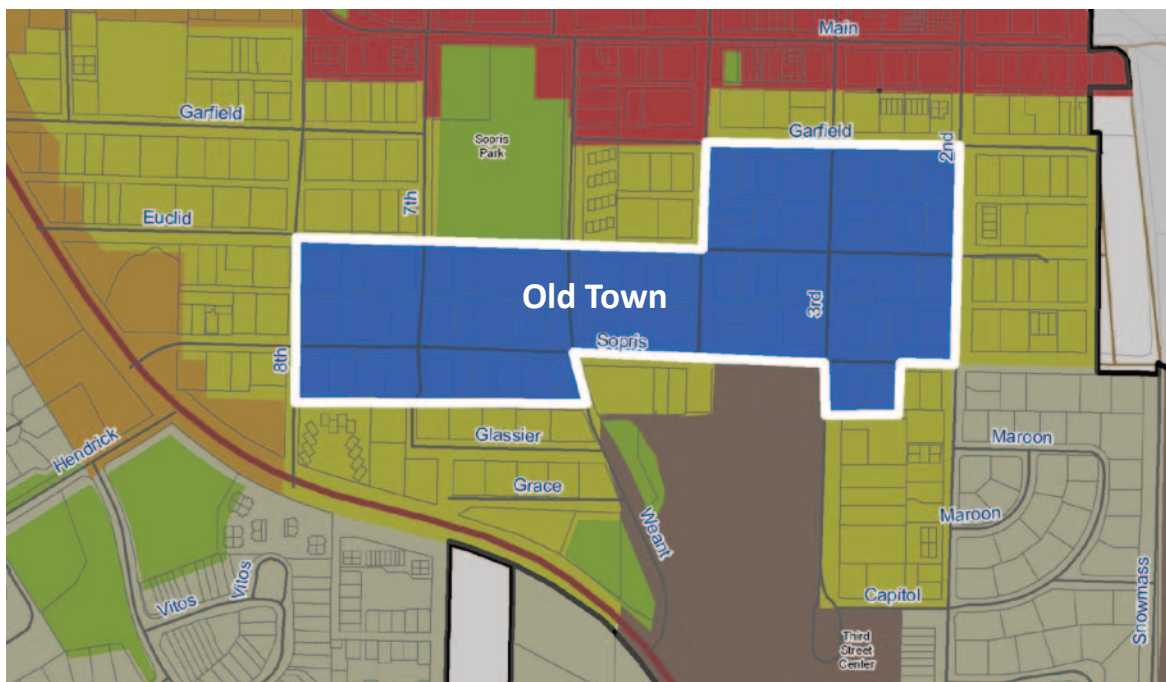 Main
Garfield
Sopris
Park
Garfield
2nd
7th
Euclid
Old Town
3rd
Sopris
8th
Glassier
Maroon
Hendrick
Grace
Maroon
Weant
Vitos
Vitos
Capitol
Snowmass
Third
Street
Center